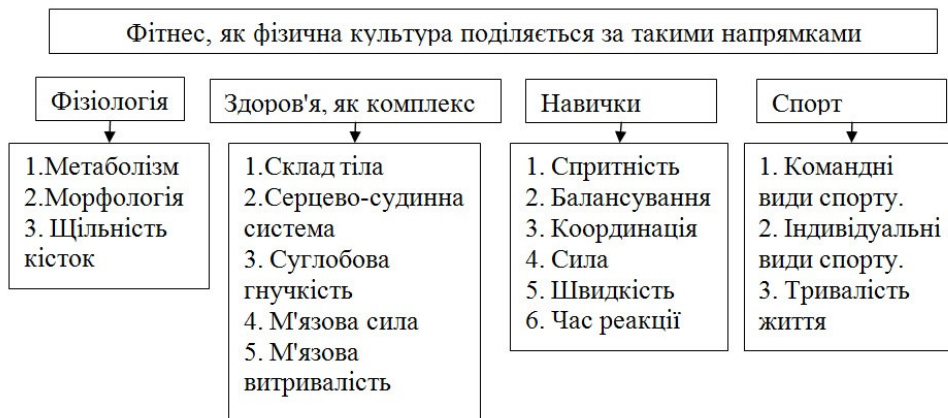 Фітнес, як фізична культура поділяється за такими напрямками
Фізіологія
1.Метаболізм
2.Морфологія
3. Щільність
кісток
Здоров'я, як комплекс
1.Склад тіла
2.Серцево-судинна
система
3. Суглобова
гнучкість
4. М'язова сила
5. М'язова
витривалість
Навички
1. Спритність
2. Балансування
3. Координація
4. Сила
5. Швидкість
6. Час реакції
Спорт
1. Командні
види спорту.
2. Індивідуальні
види спорту.
3. Тривалість
життя